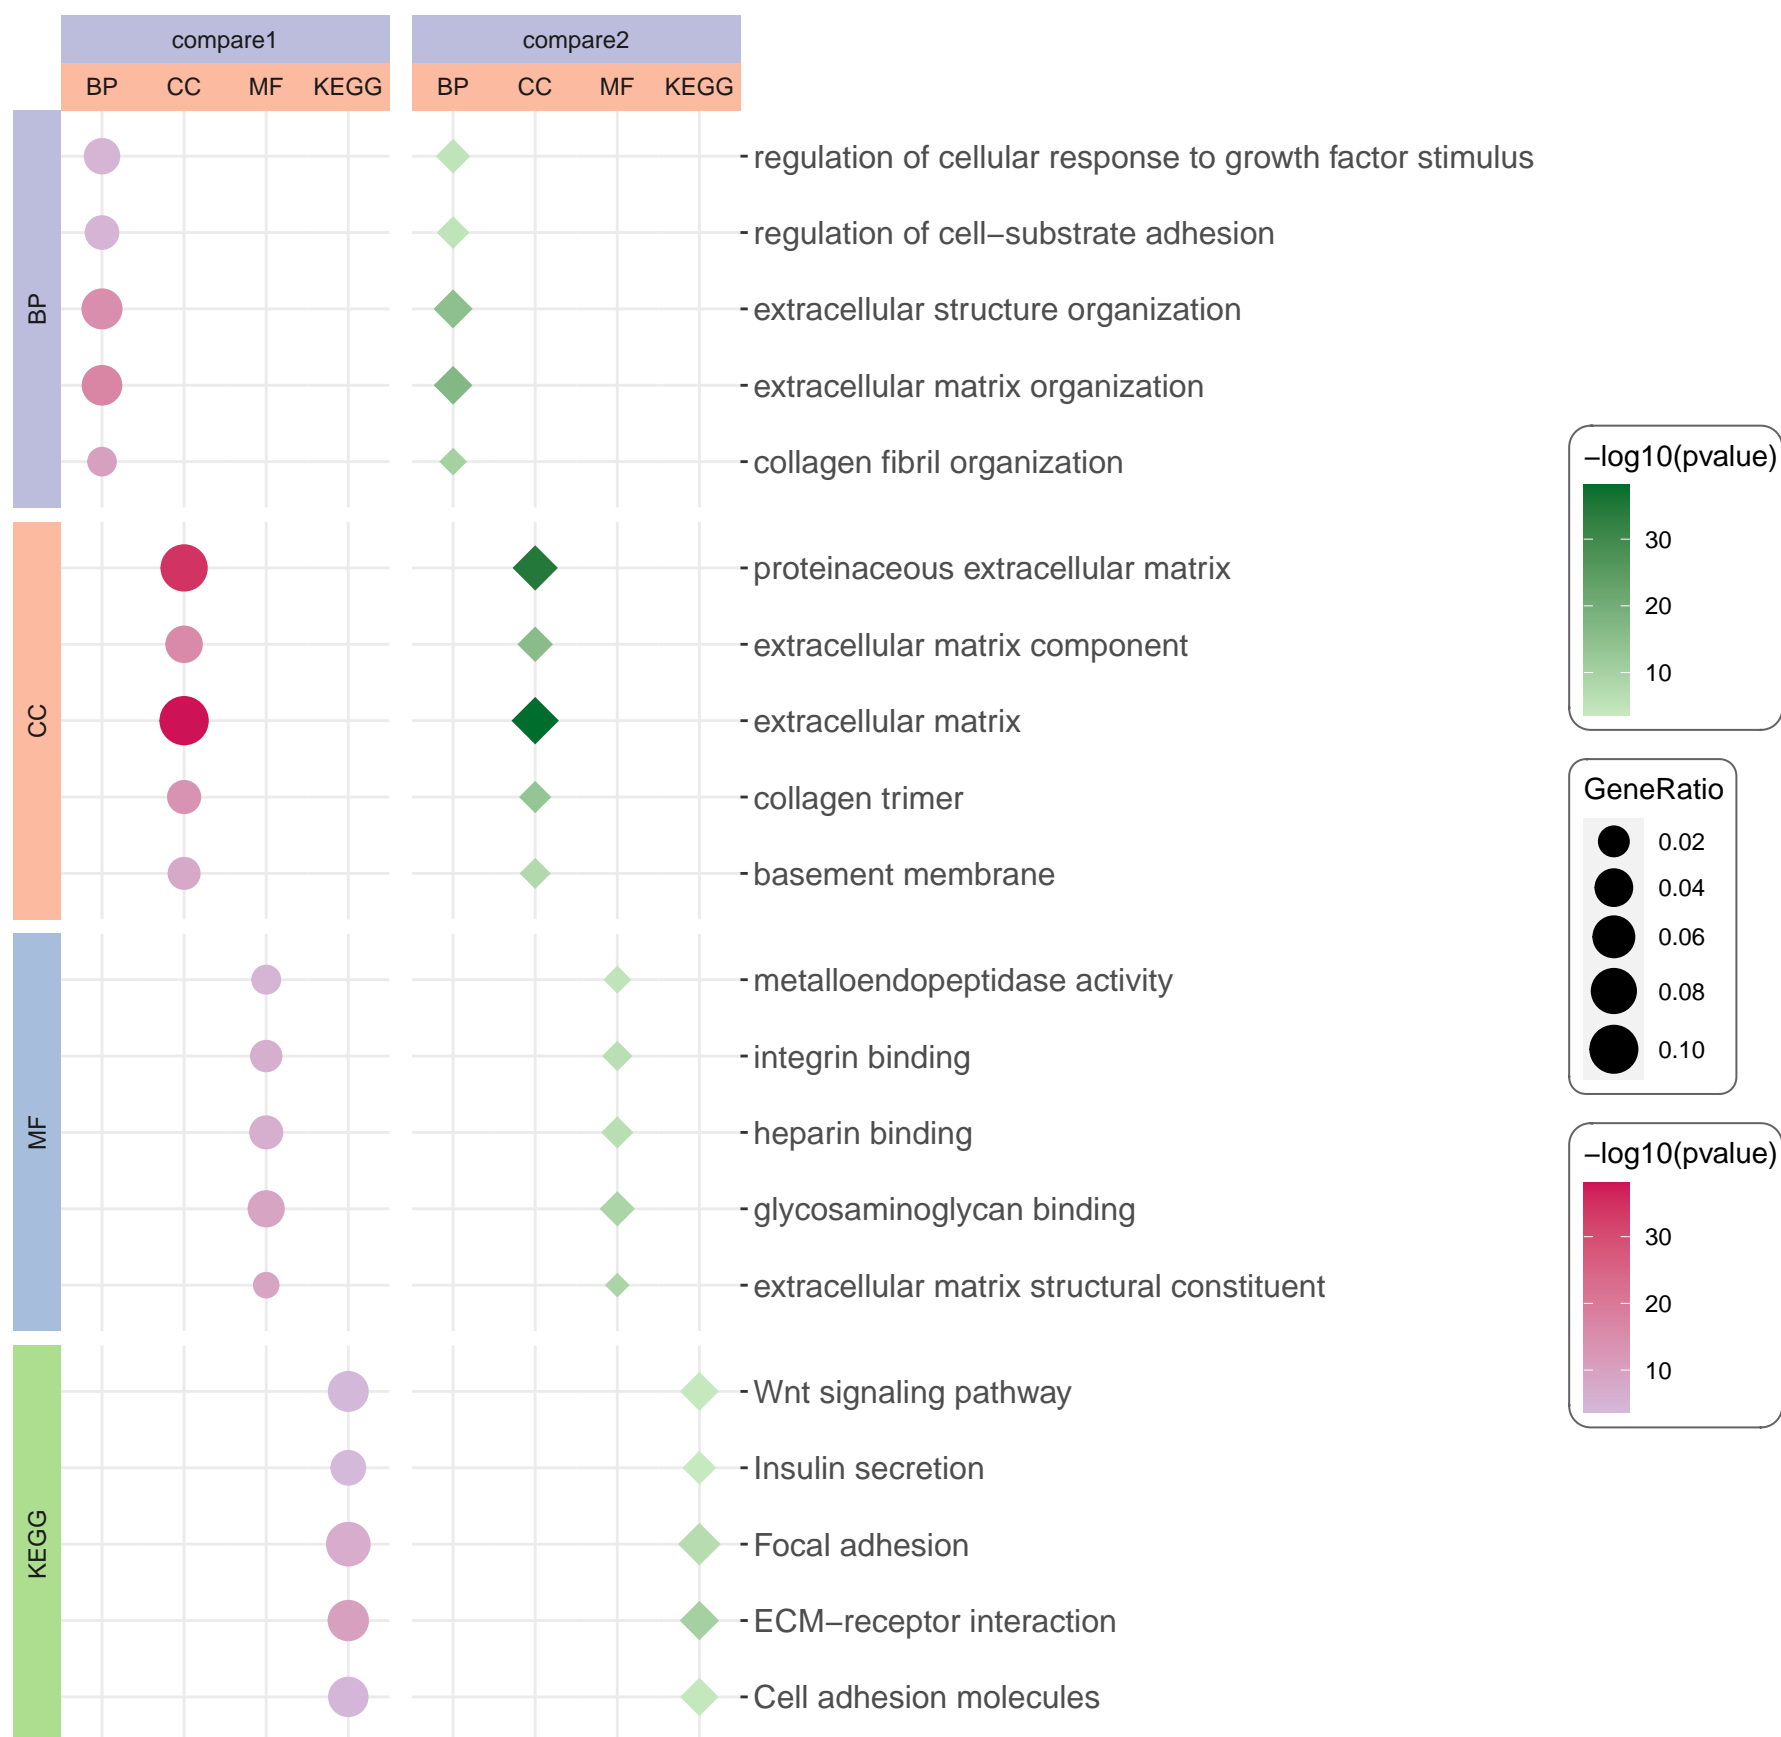 compare1
compare2
BP CC MF KEGG
BP CC MF KEGG
BP
regulation of cellular response to growth factor stimulus
regulation of cell−substrate adhesion
extracellular structure organization
extracellular matrix organization
collagen fibril organization
CC
proteinaceous extracellular matrix
extracellular matrix component
extracellular matrix
collagen trimer
basement membrane
MF
metalloendopeptidase activity
integrin binding
heparin binding
glycosaminoglycan binding
extracellular matrix structural constituent
KEGG
Wnt signaling pathway
Insulin secretion
Focal adhesion
ECM−receptor interaction
Cell adhesion molecules
−log10(pvalue)
30
20
10
GeneRatio
0.02
0.04
0.06
0.08
0.10
−log10(pvalue)
30
20
10